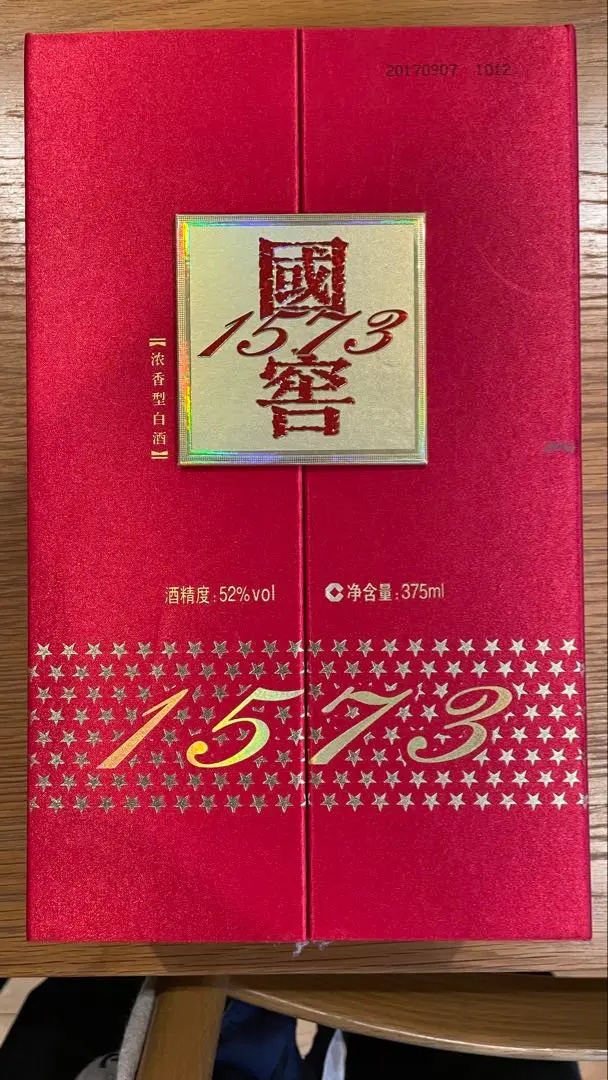 20170907 1012
國
1573
窖
【浓香型白酒】
酒精度:52%vol
净含量:375ml
1573